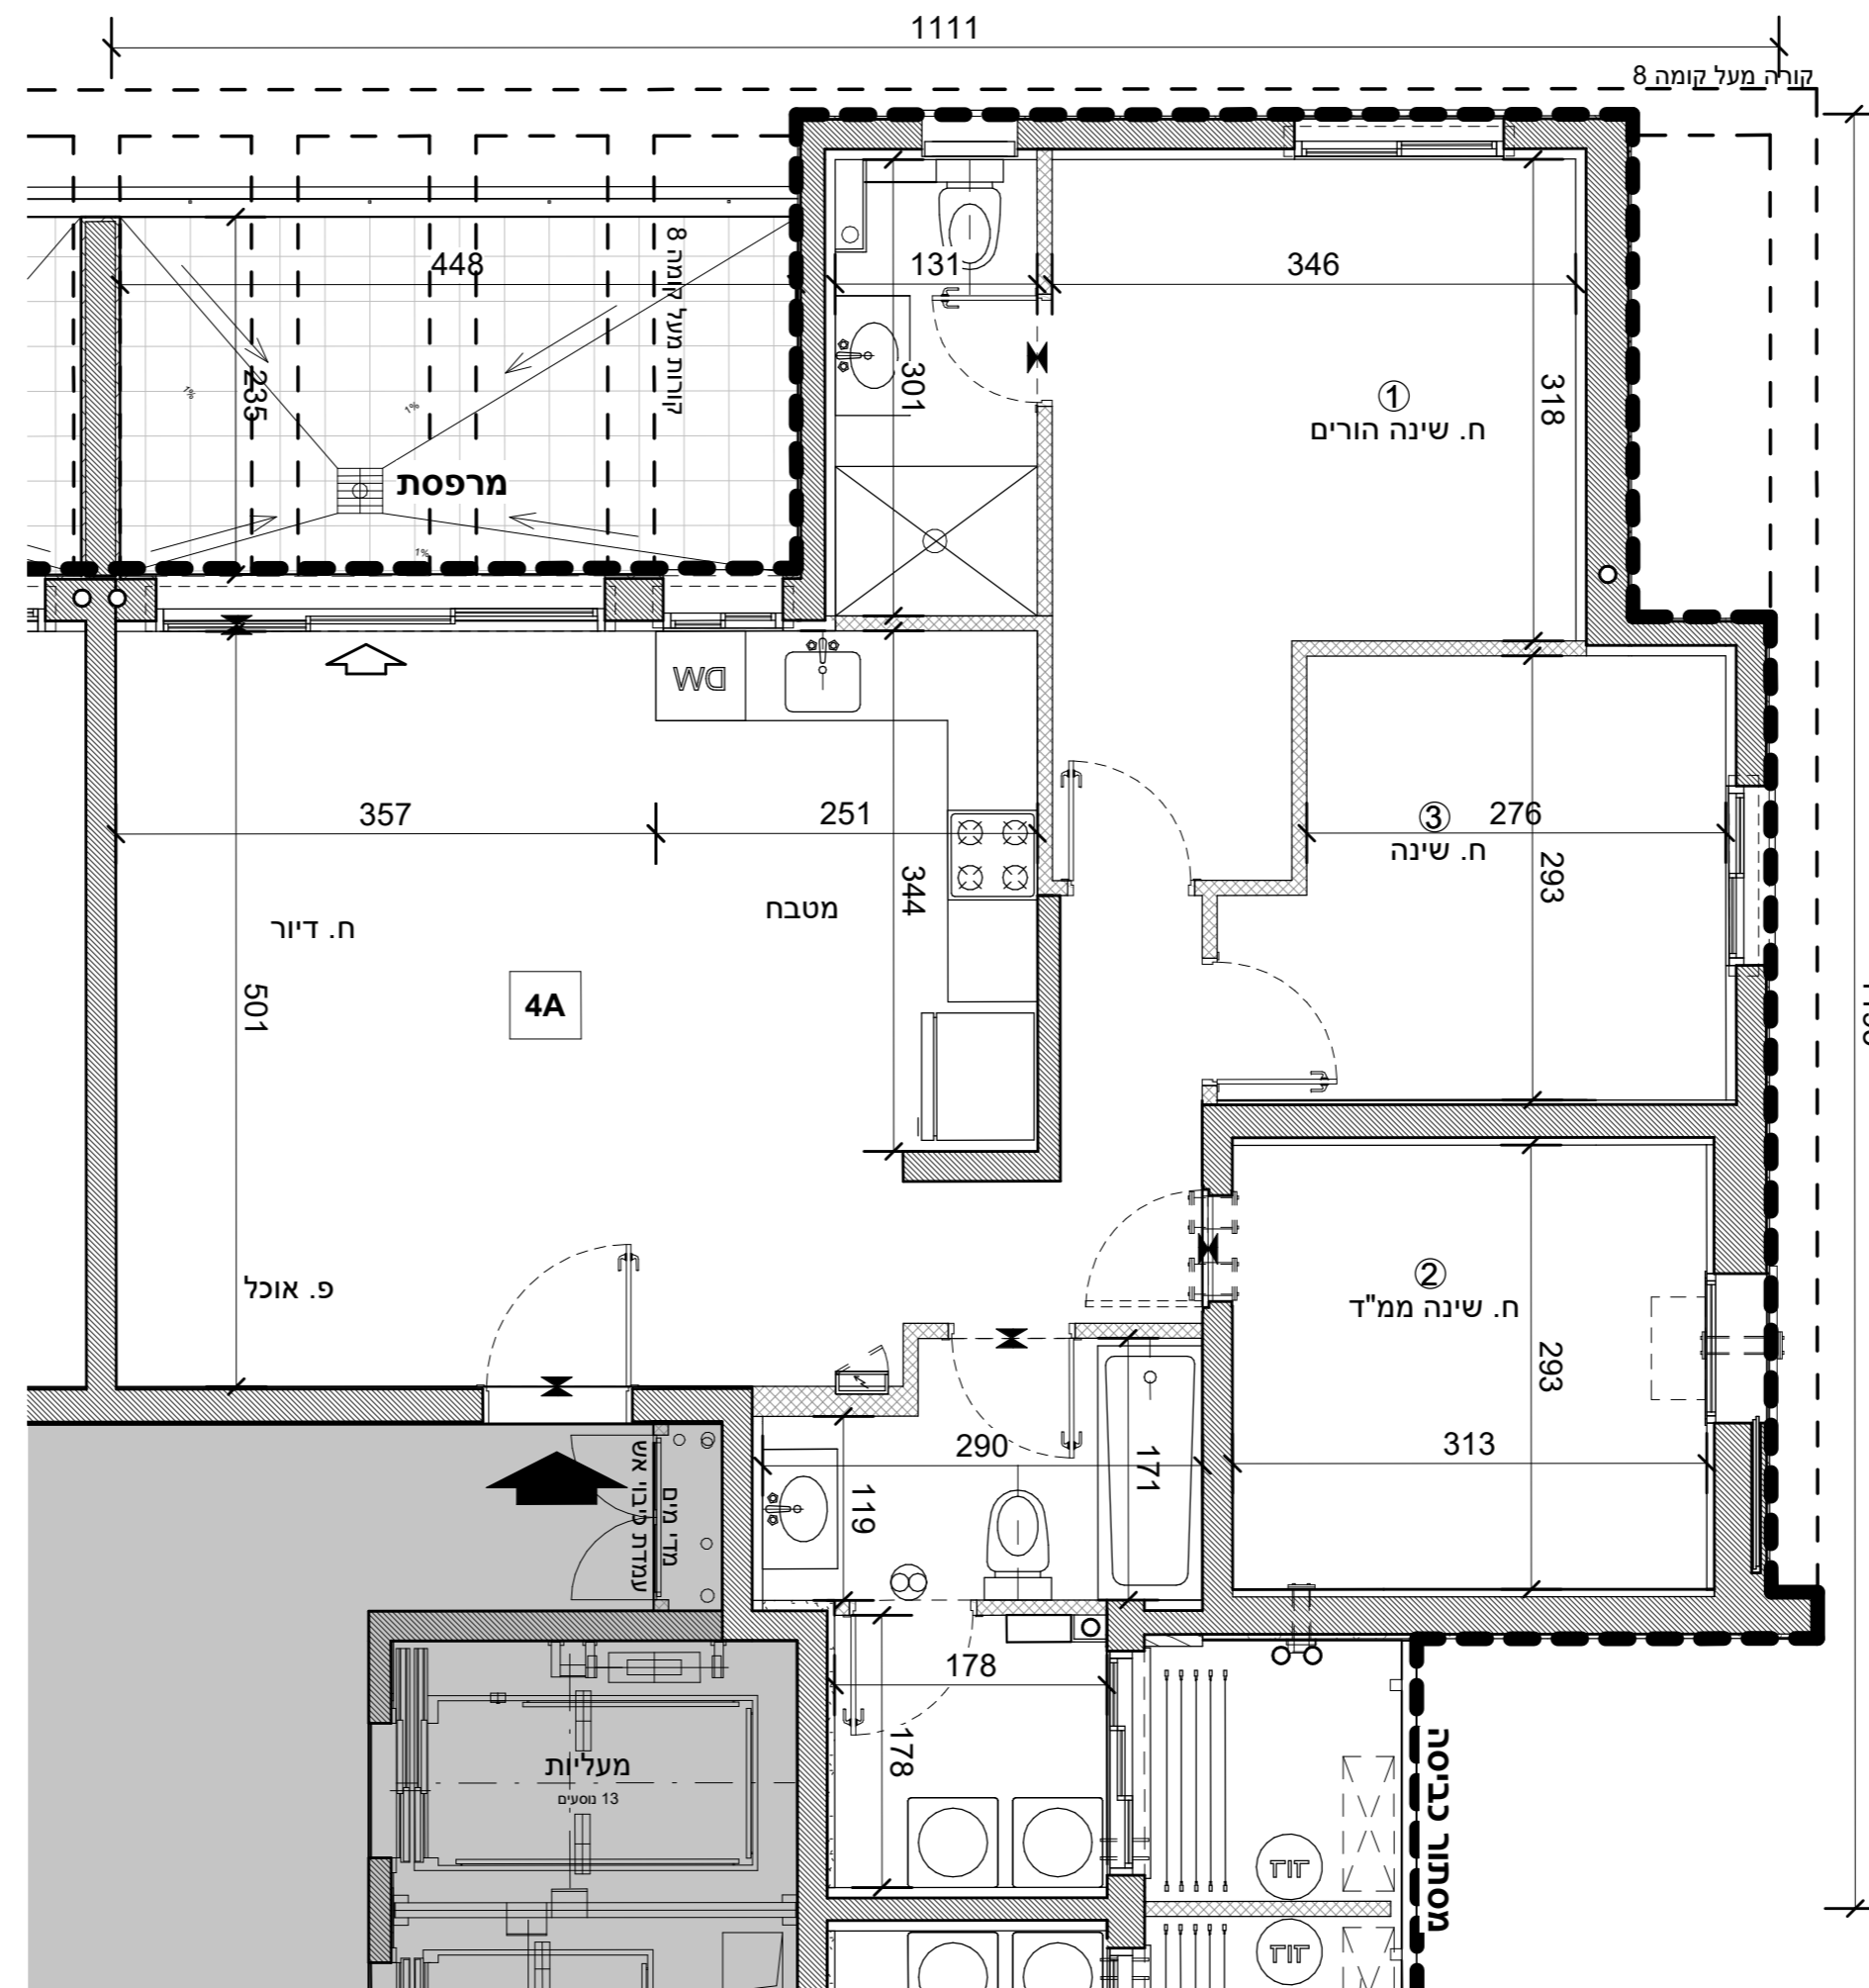 1111
קורה מעל קומה 8
448
131
346
קורות מעל קומה 8
235
301
318
1
ח. שינה הורים
1%
1%
1%
מרפסת
DW
357
251
3
276
ח. שינה
293
344
מטבח
ח. דיור
4A
501
פ. אוכל
2
ח. שינה ממ"ד
293
290
313
171
119
עמדת כיבוי אש
מדי מים
178
178
מעליות
13 נוסעים
מסתור כביסה
דוד
דוד